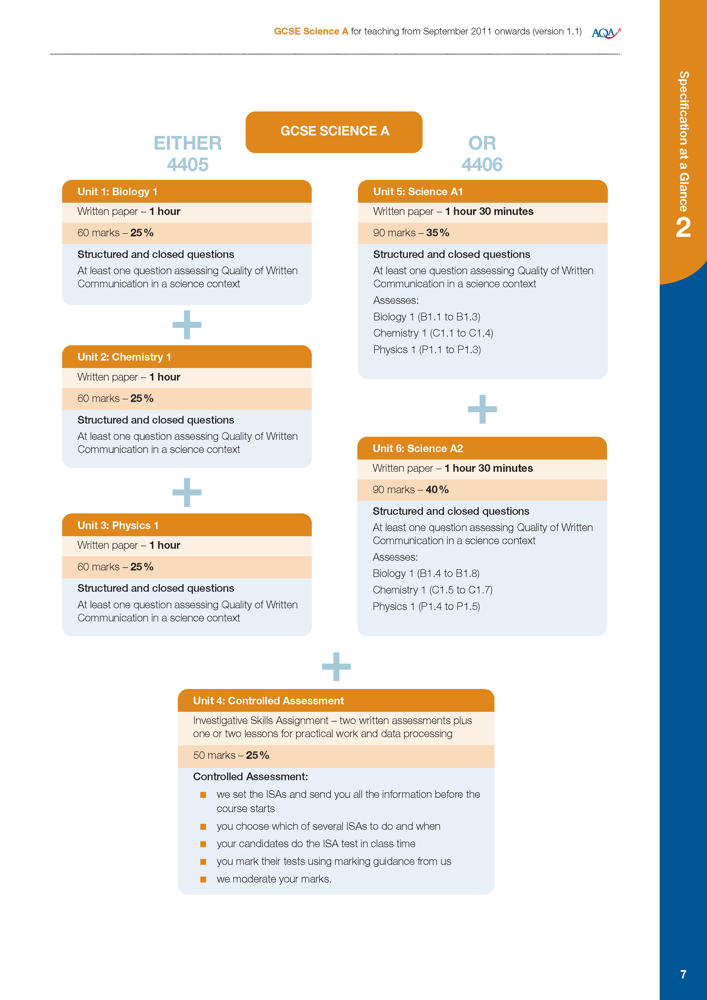 GCSE Science A for teaching from September 2011 onwards (version 1.1) AQA
GCSE SCIENCE A
EITHER
4405
Unit 1: Biology 1
Written paper – 1 hour
60 marks – 25%
Structured and closed questions
At least one question assessing Quality of Written
Communication in a science context
+
Unit 2: Chemistry 1
Written paper – 1 hour
60 marks – 25%
Structured and closed questions
At least one question assessing Quality of Written
Communication in a science context
+
Unit 3: Physics 1
Written paper – 1 hour
60 marks – 25%
Structured and closed questions
At least one question assessing Quality of Written
Communication in a science context
OR
4406
Unit 5: Science A1
Written paper – 1 hour 30 minutes
90 marks – 35%
Structured and closed questions
At least one question assessing Quality of Written
Communication in a science context
Assesses:
Biology 1 (B1.1 to B1.3)
Chemistry 1 (C1.1 to C1.4)
Physics 1 (P1.1 to P1.3)
+
Unit 6: Science A2
Written paper – 1 hour 30 minutes
90 marks – 40%
Structured and closed questions
At least one question assessing Quality of Written
Communication in a science context
Assesses:
Biology 1 (B1.4 to B1.8)
Chemistry 1 (C1.5 to C1.7)
Physics 1 (P1.4 to P1.5)
+
Unit 4: Controlled Assessment
Investigative Skills Assignment – two written assessments plus
one or two lessons for practical work and data processing
50 marks – 25%
Controlled Assessment:
■ we set the ISAs and send you all the information before the
course starts
■ you choose which of several ISAs to do and when
■ your candidates do the ISA test in class time
■ you mark their tests using marking guidance from us
■ we moderate your marks.
Specification at a Glance 2
7